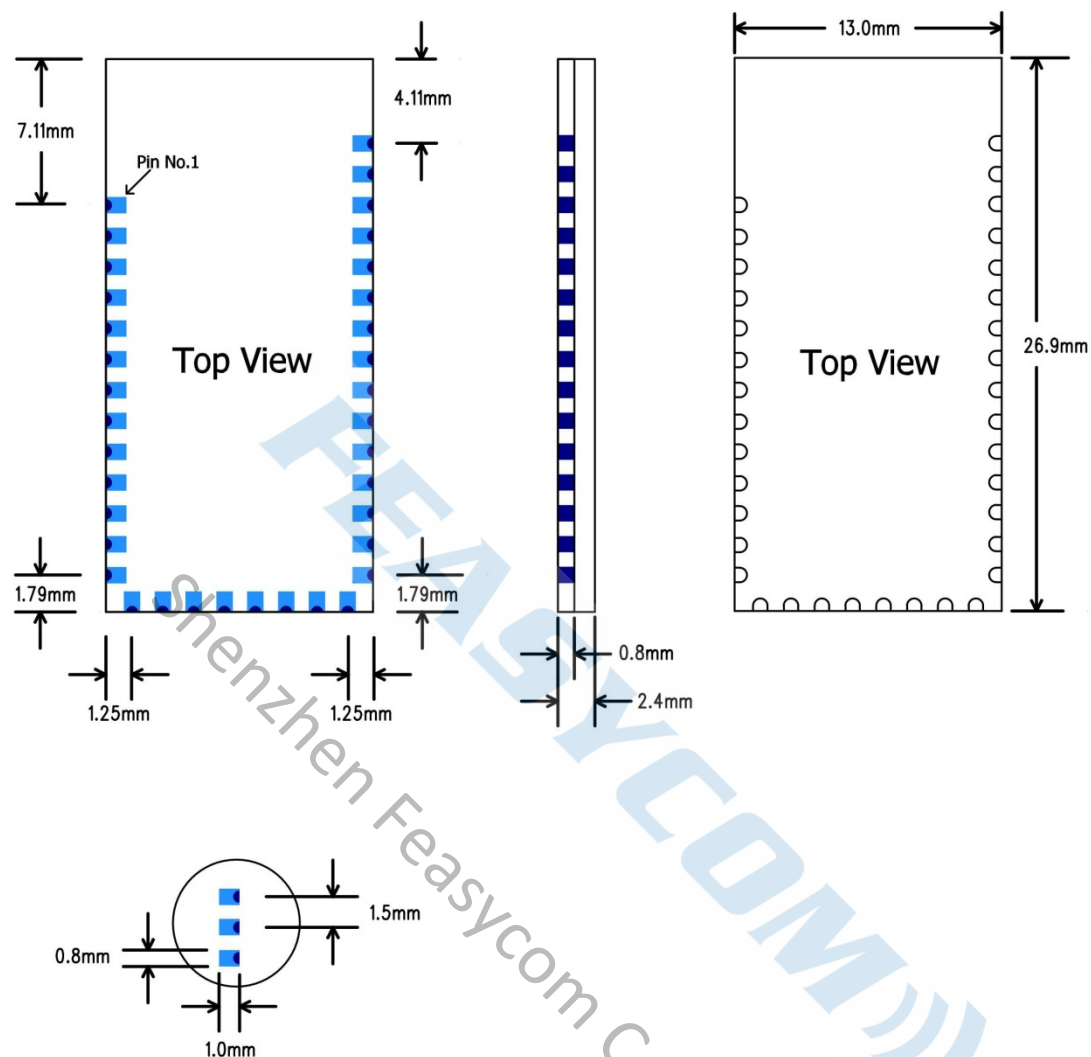 13.0mm
7.11mm
4.11mm
Pin No.1
Top View
Top View
26.9mm
1.79mm
1.79mm
1.25mm
1.25mm
0.8mm
2.4mm
FEASYCOM
Shenzhen Feasycom C
1.5mm
0.8mm
1.0mm